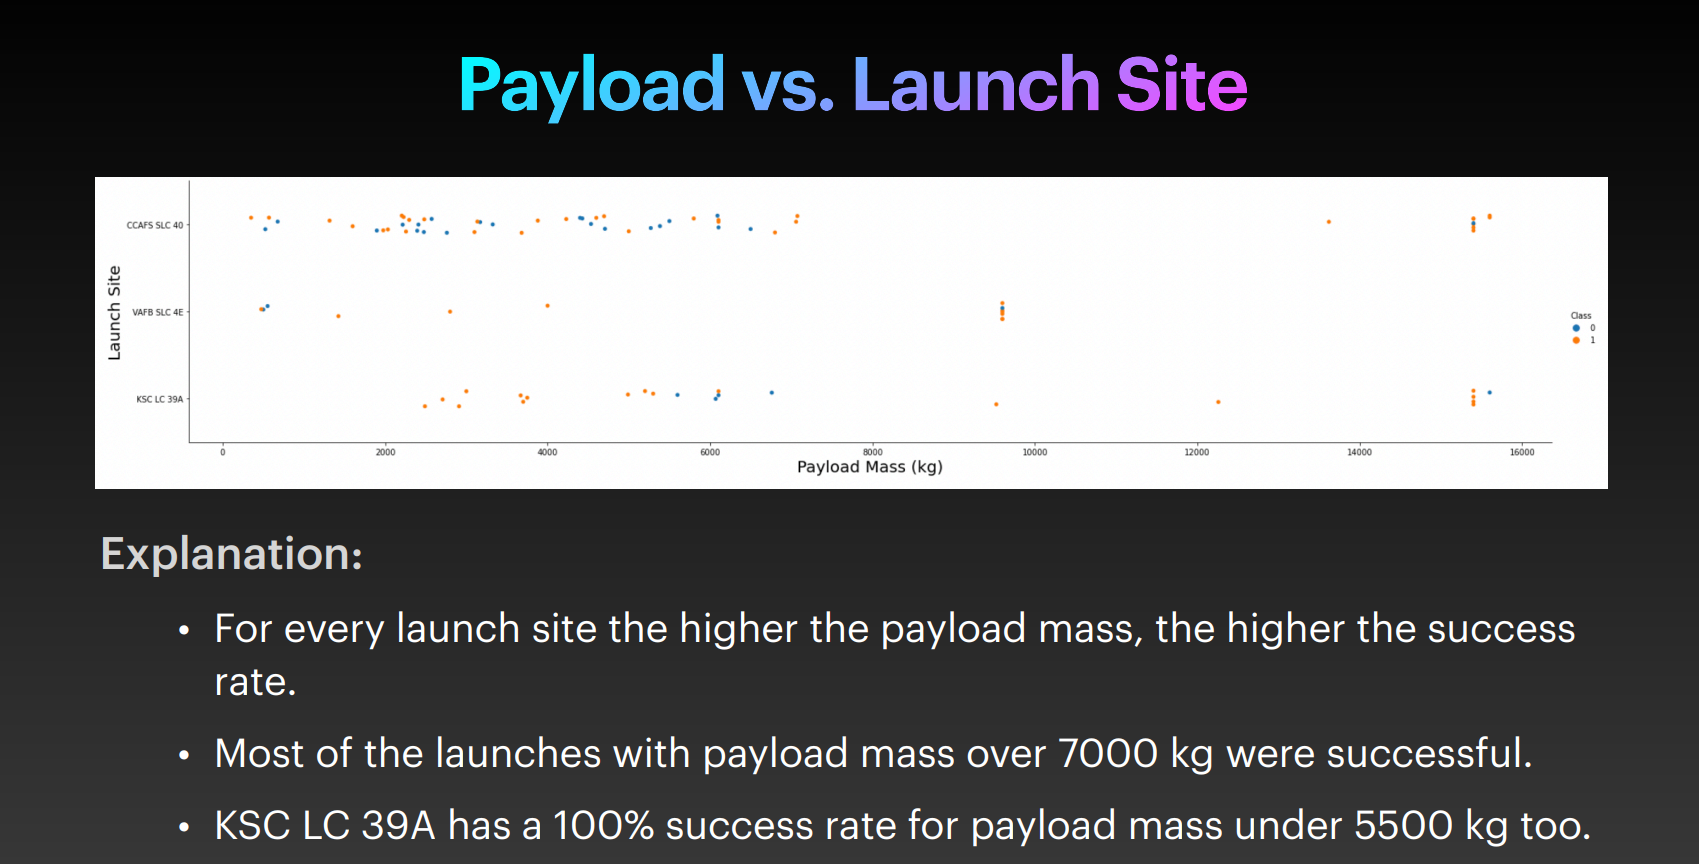 Payload vs. Launch Site
CCAFS SLC 40
VAFB SLC 4E
KSC LC 39A
Launch Site
0
2000
4000
6000
8000
10000
12000
14000
16000
Payload Mass (kg)
Class
0
1
Explanation:
• For every launch site the higher the payload mass, the higher the success
rate.
• Most of the launches with payload mass over 7000 kg were successful.
• KSC LC 39A has a 100% success rate for payload mass under 5500 kg too.